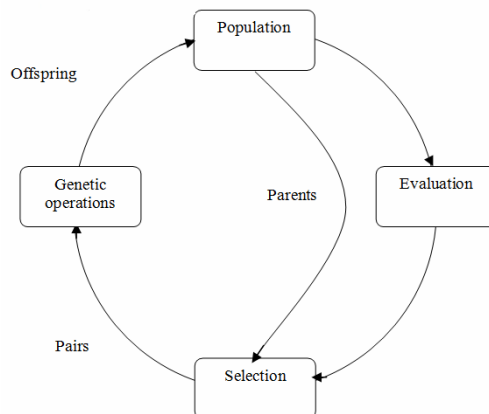 Population
Offspring
Genetic
operations
Evaluation
Parents
Pairs
Selection